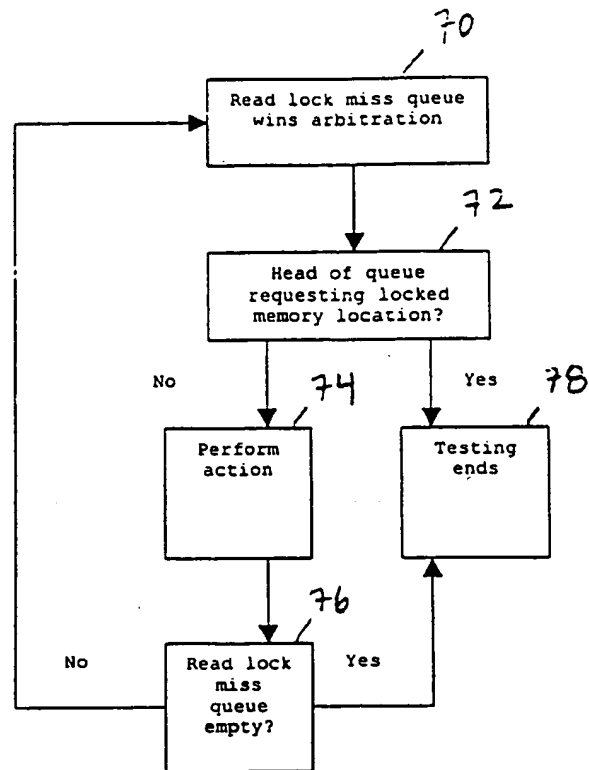 70
Read lock miss queue
wins arbitration
72
Head of queue
requesting locked
memory location?
No
74
Yes
78
Perform
action
Testing
ends
76
No
Read lock
miss
queue
empty?
Yes